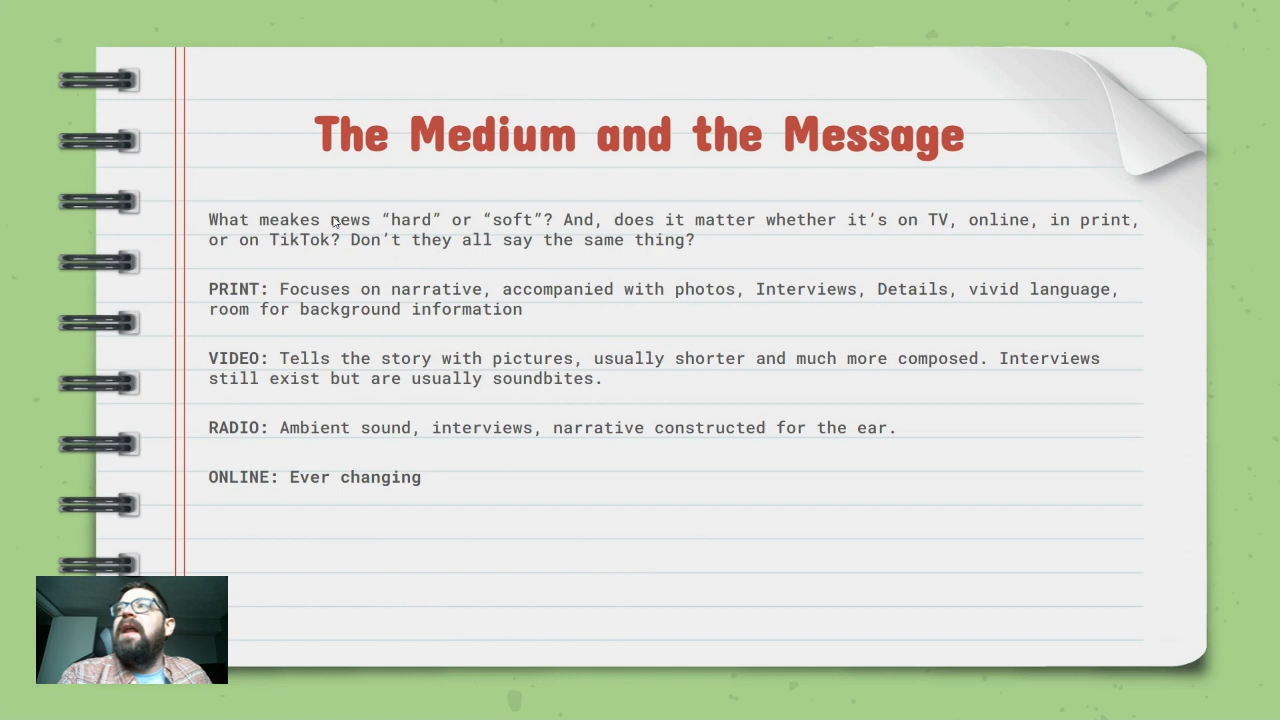 The Medium and the Message
What meakes news “hard” or “soft”? And, does it matter whether it’s on TV, online, in print,
or on TikTok? Don’t they all say the same thing?
PRINT: Focuses on narrative, accompanied with photos, Interviews, Details, vivid language,
room for background information
VIDEO: Tells the story with pictures, usually shorter and much more composed. Interviews
still exist but are usually soundbites.
RADIO: Ambient sound, interviews, narrative constructed for the ear.
ONLINE: Ever changing